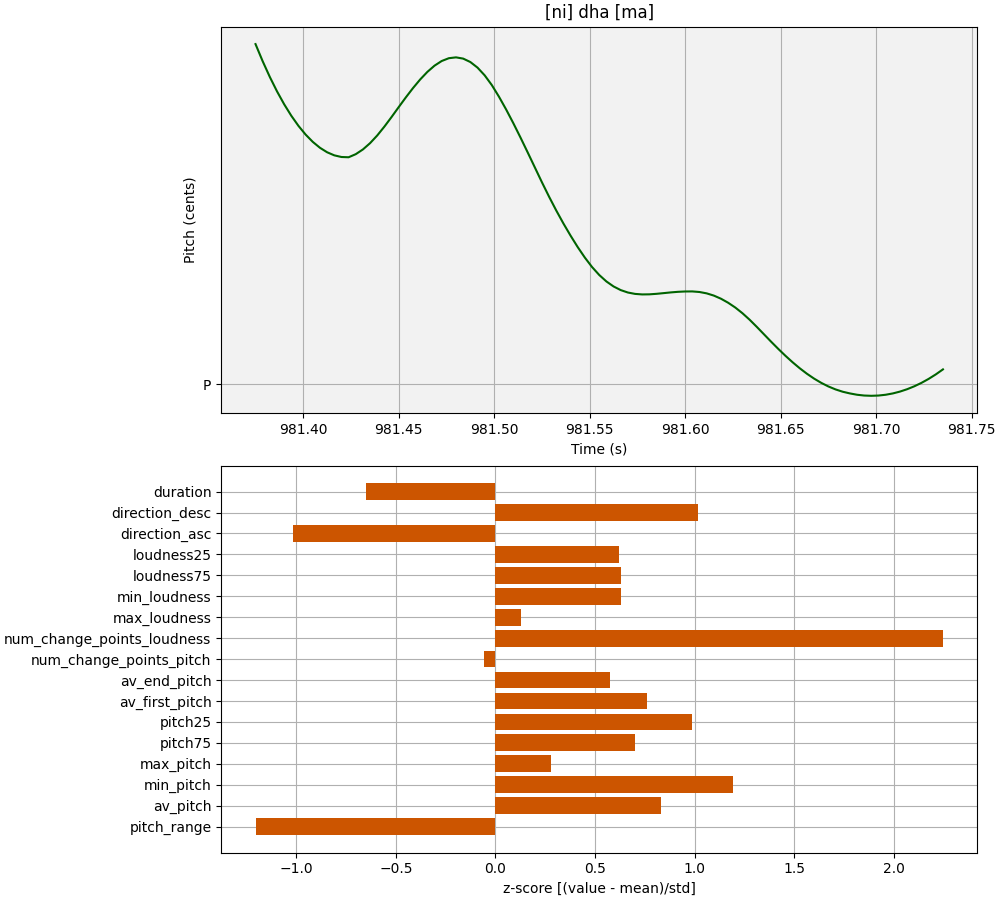 [ni] dha [ma]
Pitch (cents)
P
981.40 981.45 981.50 981.55 981.60 981.65 981.70 981.75
Time (s)
duration
direction_desc
direction_asc
loudness25
loudness75
min_loudness
max_loudness
num_change_points_loudness
num_change_points_pitch
av_end_pitch
av_first_pitch
pitch25
pitch75
max_pitch
min_pitch
av_pitch
pitch_range
−1.0 −0.5 0.0 0.5 1.0 1.5 2.0
z-score [(value - mean)/std]